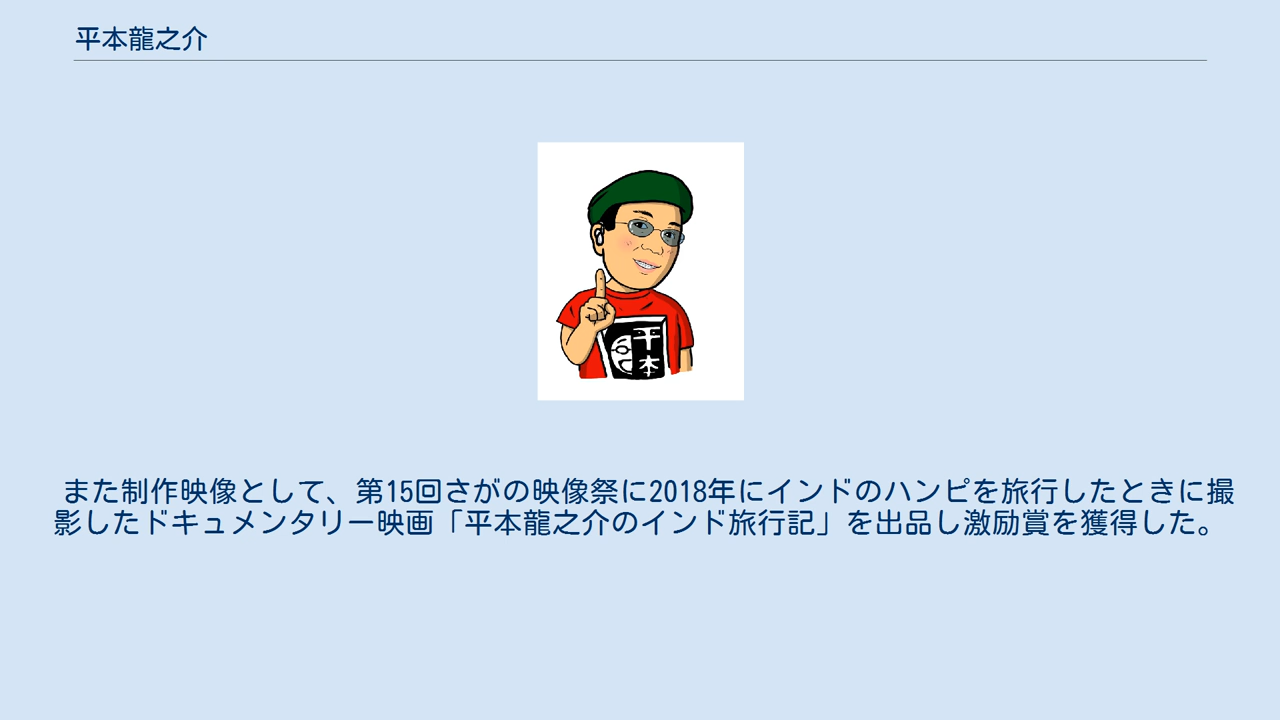 平本龍之介
平本
また制作映像として、第15回さがの映像祭に2018年にインドのハンピを旅行したときに撮
影したドキュメンタリー映画「平本龍之介のインド旅行記」を出品し激励賞を獲得した。